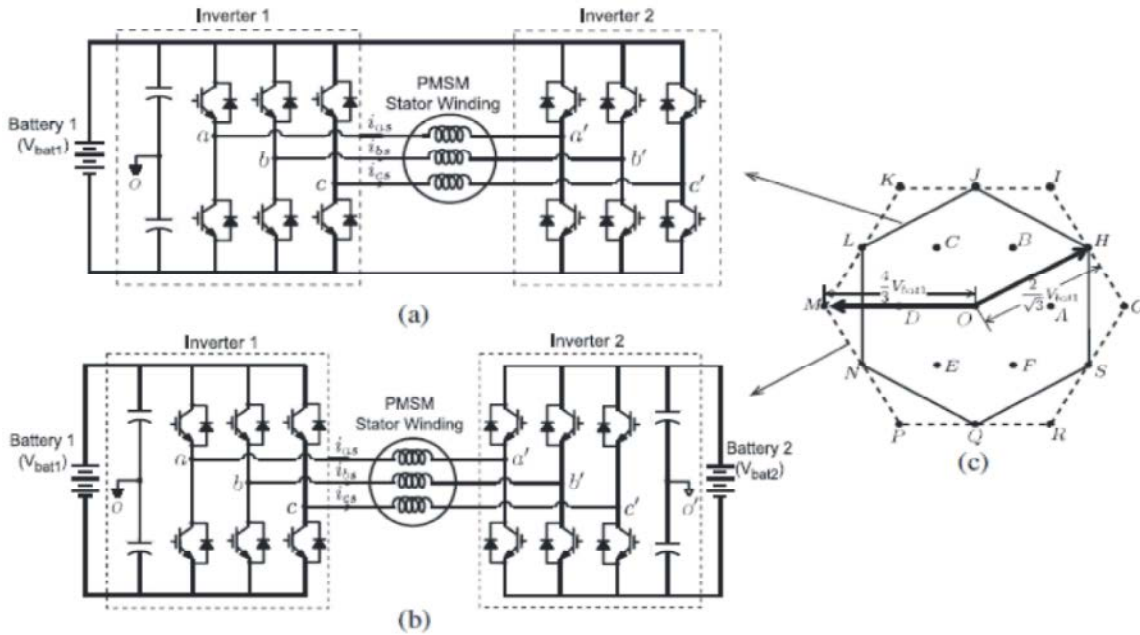 Inverter 1
Inverter 2
PMSM
Stator Winding
Battery 1
(Vbat1)
O
a
b
c
ias
ibs
ics
a'
b'
c'
(a)
Inverter 1
Inverter 2
PMSM
Stator Winding
Battery 1
(Vbat1)
O
a
b
c
ias
ibs
ics
a'
b'
c'
O'
Battery 2
(Vbat2)
(b)
K J I
L C B H
4/3 Vbat1
2/√3 Vbat1
M D O A G
N E F S
P Q R
(c)